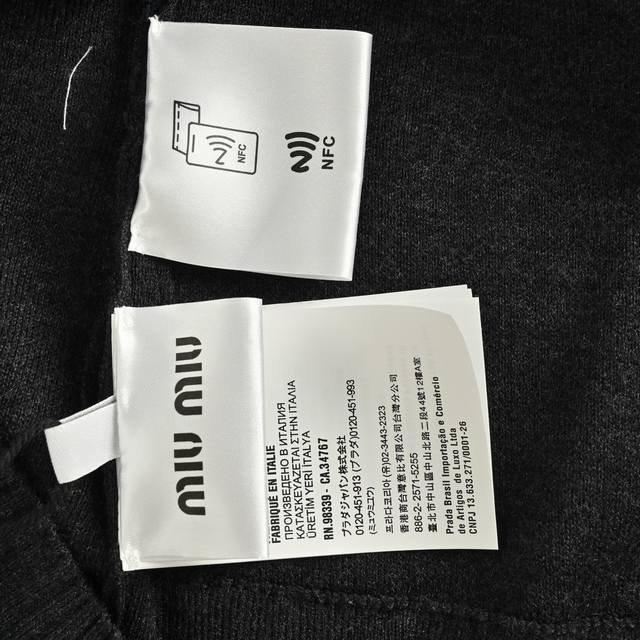 NFC
NFC
MIU MIU
FABRIQUÉ EN ITALIE
ПРОИЗВЕДЕНО В ИТАЛИЯ
ΚΑΤΑΣΚΕΥΑΖΕΤΑΙ ΣΤΗΝ ΙΤΑΛΙΑ
ÜRETİM YERİ İTALYA
RN.98339 - CA.34767
プラダジャパン株式会社
0120-451-913 (プラダ)0120-451-993
(ミュウミュウ)
프라다코리아(유)02-3443-2323
香港商台灣意比有限公司台灣分公司
886-2-2571-5255
臺北市中山區中山北路二段44號12樓A室
Prada Brasil Importação e Comércio
de Artigos de Luxo Ltda
CNPJ 13.633.271/0001-26